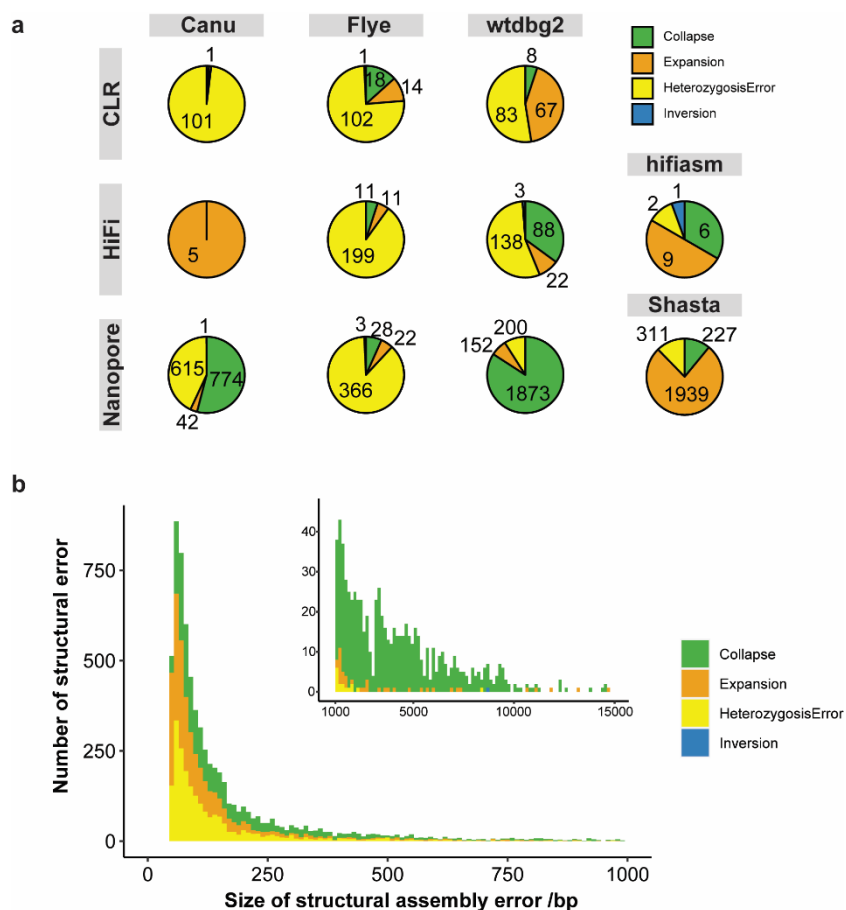 a
Canu
Flye
wtdbg2
Collapse
Expansion
HeterozygosisError
Inversion
CLR
1
101
1
18
14
102
8
83
67
hifiasm
HiFi
5
11
11
199
3
88
138
22
1
2
6
9
Shasta
Nanopore
1
615
774
42
3
28
22
366
200
152
1873
311
227
1939
b
Number of structural error
750
500
250
0
0
250
500
750
1000
Size of structural assembly error /bp
40
30
20
10
0
1000
5000
10000
15000
Collapse
Expansion
HeterozygosisError
Inversion